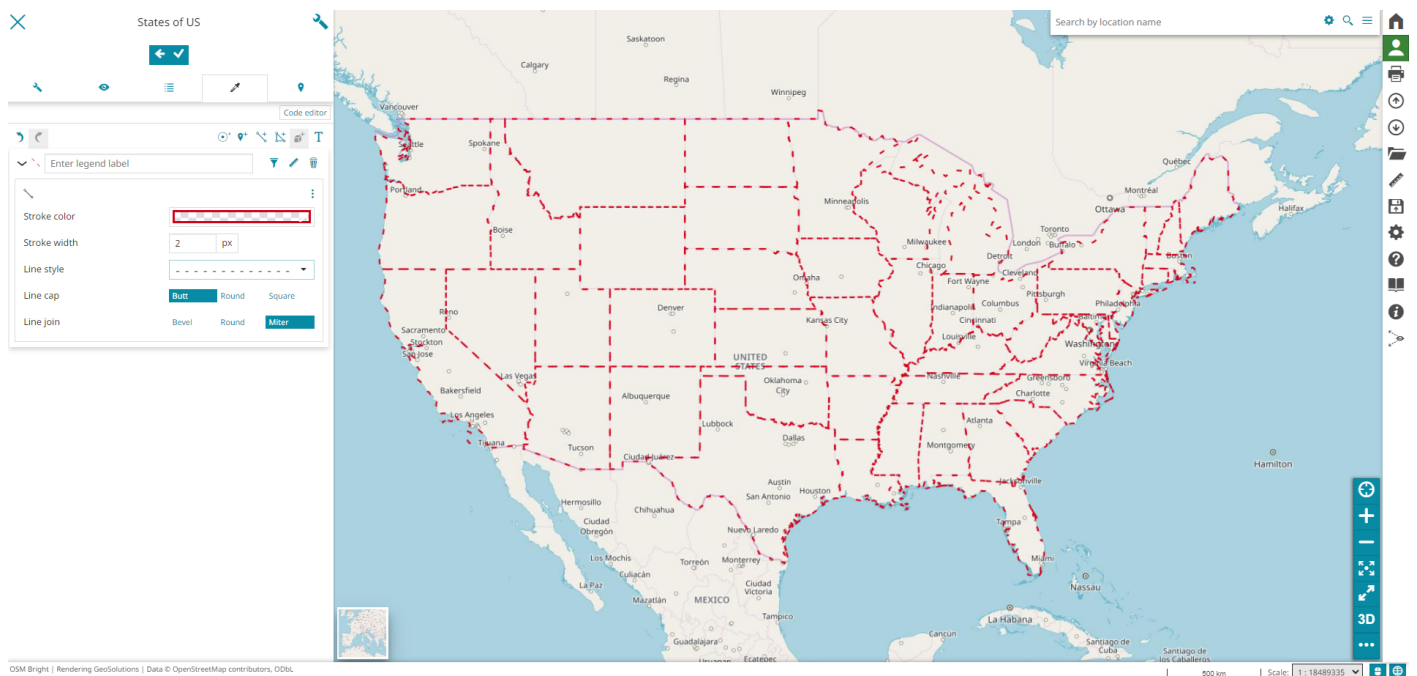 States of US
Search by location name
Code editor
T
Enter legend label
Stroke color
Stroke width
2
px
Line style
Line cap
Butt
Round
Square
Line join
Bevel
Round
Miter
Saskatoon
Calgary
Regina
Winnipeg
Vancouver
Seattle
Spokane
Québec
Portland
Montréal
Ottawa
Minneapolis
Halifax
Boise
Toronto
Milwaukee
London
Buffalo
Detroit
Boston
Chicago
Cleveland
Omaha
Fort Wayne
Pittsburgh
Denver
Indianapolis
Columbus
Philadelphia
Reno
Kansas City
Cincinnati
Baltimore
Sacramento
Louisville
Stockton
Washington
San Jose
UNITED
STATES
Virginia Beach
Las Vegas
Nashville
Greensboro
Bakersfield
Oklahoma
City
Albuquerque
Charlotte
Los Angeles
Lubbock
Atlanta
Tijuana
Tucson
Dallas
Montgomery
Ciudad Juárez
Hamilton
Austin
Jacksonville
San Antonio
Houston
Hermosillo
Chihuahua
Ciudad
Obregón
Tampa
Nuevo Laredo
Los Mochis
Torreón
Monterrey
Miami
Culiacán
La Paz
Ciudad
Victoria
Nassau
Mazatlán
MEXICO
Tampico
La Habana
3D
Cancún
Guadalajara
Santiago de
Cuba
Santiago de
los Caballeros
Uruapan
Ecatepec
OSM Bright | Rendering GeoSolutions | Data © OpenStreetMap contributors, ODbL
500 km
Scale:
1 : 18489335